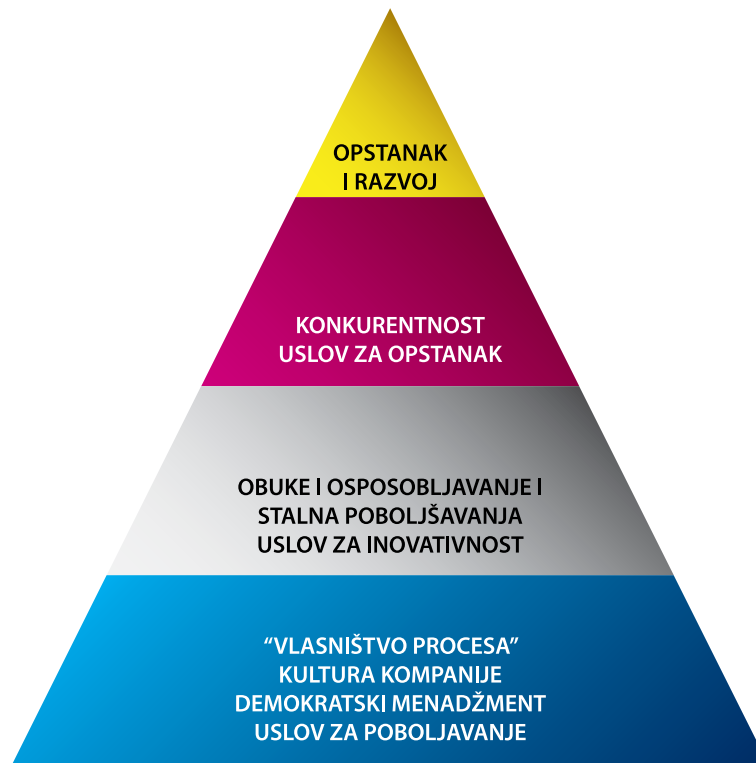 OPSTANAK
I RAZVOJ
KONKURENTNOST
USLOV ZA OPSTANAK
OBUKE I OSPOSOBLJAVANJE I
STALNA POBOLJŠAVANJA
USLOV ZA INOVATIVNOST
“VLASNIŠTVO PROCESA”
KULTURA KOMPANIJE
DEMOKRATSKI MENADŽMENT
USLOV ZA POBOLJAVANJE